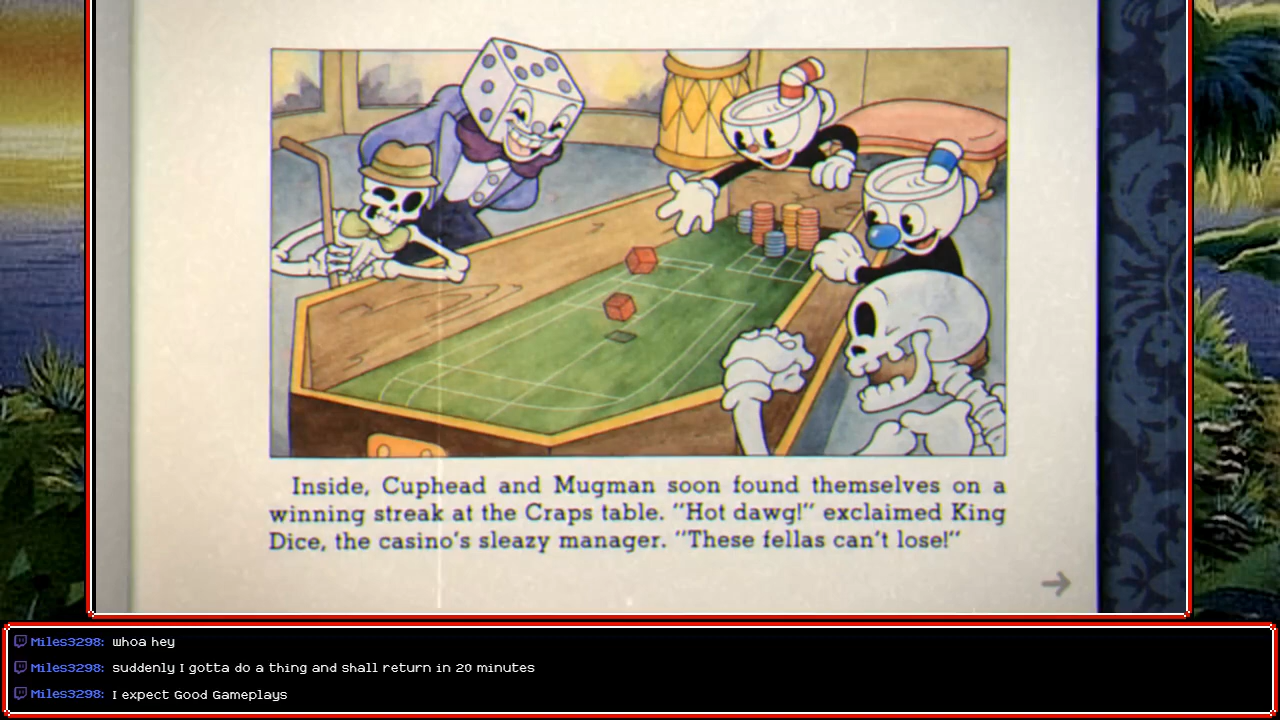 Inside, Cuphead and Mugman soon found themselves on a
winning streak at the Craps table. “Hot dawg!” exclaimed King
Dice, the casino's sleazy manager. “These fellas can't lose!”
Miles3298: whoa hey
Miles3298: suddenly I gotta do a thing and shall return in 20 minutes
Miles3298: I expect Good Gameplays